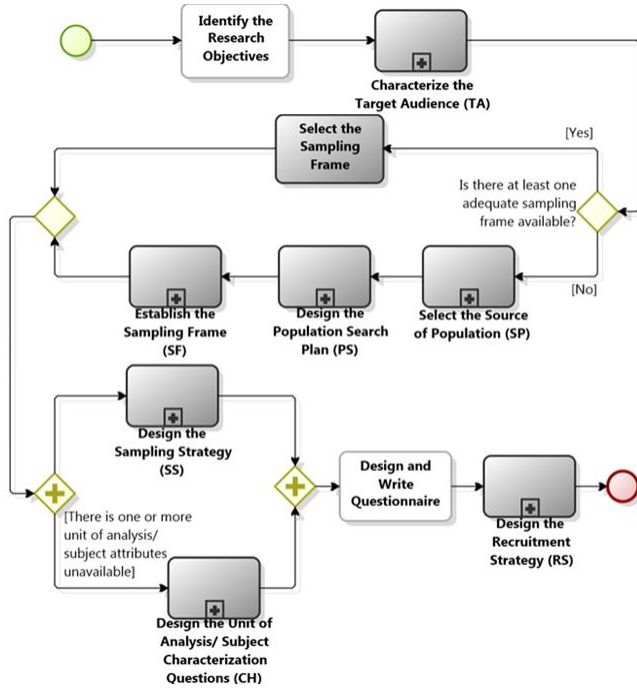 Identify the
Research
Objectives
Characterize the
Target Audience (TA)
Select the
Sampling
Frame
[Yes]
Is there at least one
adequate sampling
frame available?
[No]
Establish the
Sampling Frame
(SF)
Design the
Population Search
Plan (PS)
Select the Source
of Population (SP)
Design the
Sampling Strategy
(SS)
[There is one or more
unit of analysis/
subject attributes
unavailable]
Design and
Write
Questionnaire
Design the
Recruitment
Strategy (RS)
Design the Unit of
Analysis/ Subject
Characterization
Questions (CH)